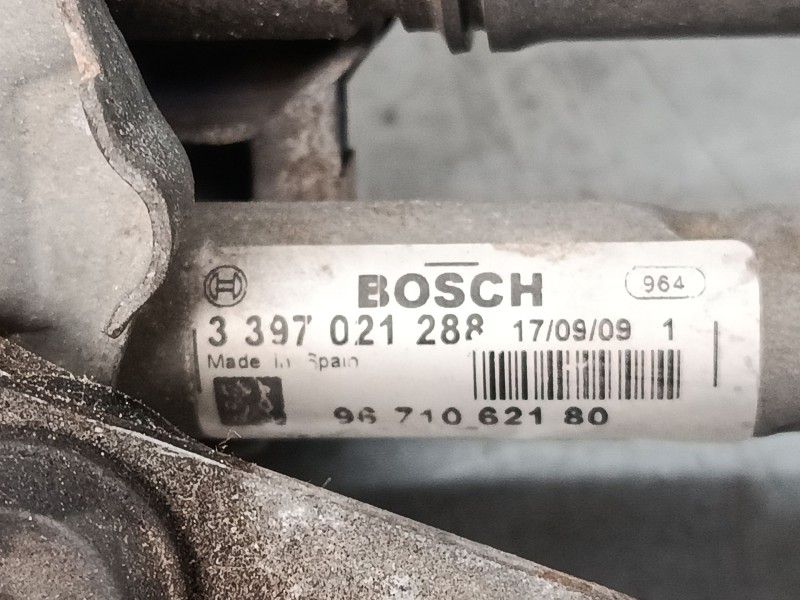 BOSCH 964
3 397 021 288 17/09/09 1
Made in Spain
96 710 621 80